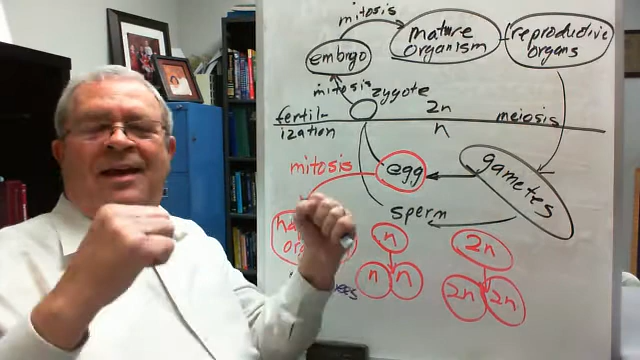 mitosis
embryo
mature
organism
reproductive
organs
mitosis
zygote
2n
fertil-
ization
n
meiosis
mitosis
egg
gametes
sperm
n
n n
2n
2n 2n